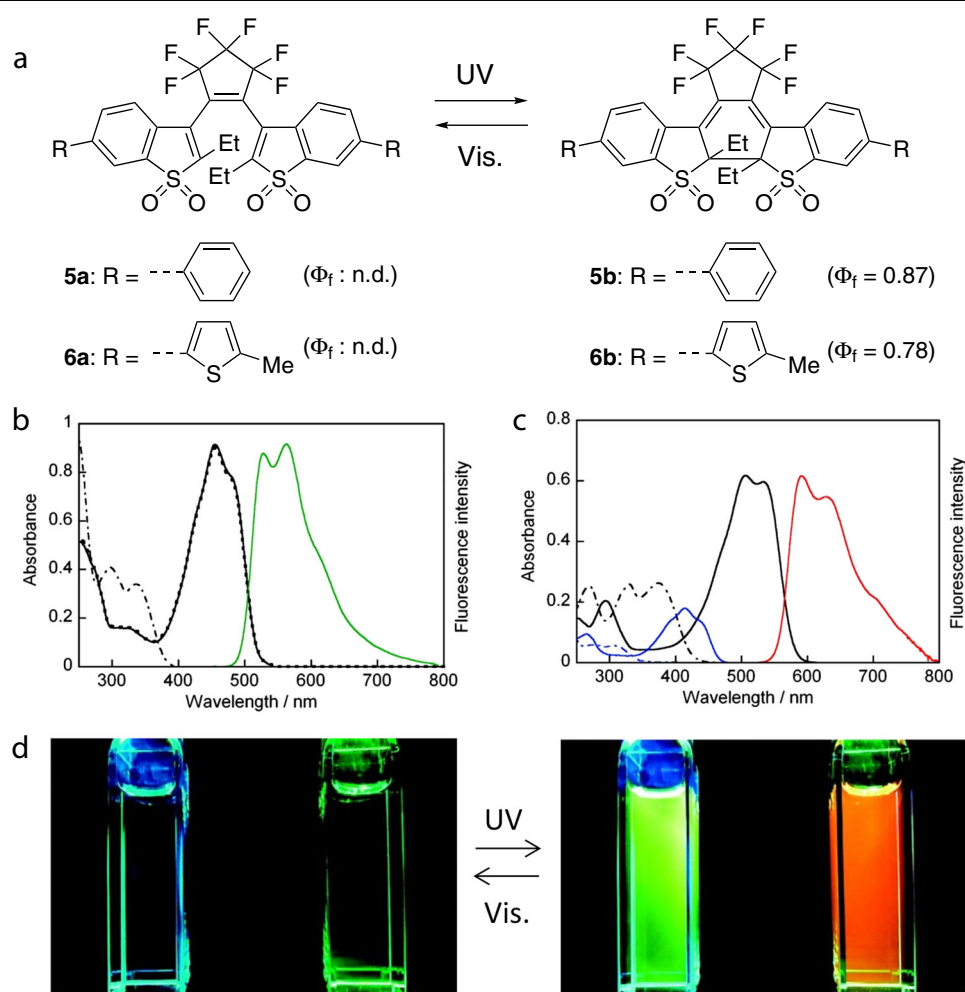 a
F F F F F F
R
Et
Et
S
S
O O O O
R
UV
Vis.
F F F F F F
R
Et
Et
S
S
O O O O
R
5a: R =
(Φf : n.d.)
5b: R =
(Φf = 0.87)
6a: R =
S
Me
(Φf : n.d.)
6b: R =
S
Me
(Φf = 0.78)
b
Absorbance
1
0.8
0.6
0.4
0.2
0
300 400 500 600 700 800
Wavelength / nm
Fluorescence intensity
c
Absorbance
0.8
0.6
0.4
0.2
0
300 400 500 600 700 800
Wavelength / nm
Fluorescence intensity
d
UV
Vis.